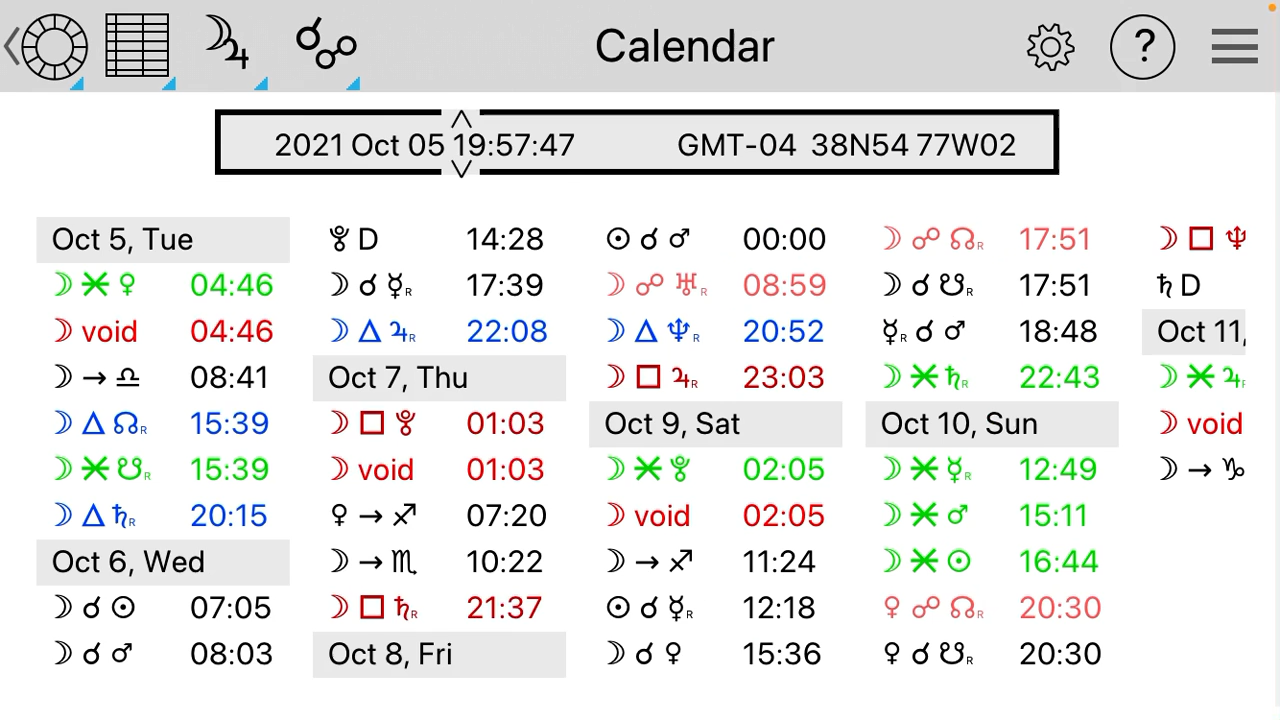 Calendar
?
2021 Oct 05 19:57:47 GMT-04 38N54 77W02
Oct 5, Tue
☽ ⚹ ♀ 04:46
☽ void 04:46
☽ → ♎ 08:41
☽ △ ☊R 15:39
☽ ⚹ ☋R 15:39
☽ △ ♄R 20:15
Oct 6, Wed
☽ ☌ ☉ 07:05
☽ ☌ ♂ 08:03
♇ D 14:28
☽ ☌ ☿R 17:39
☽ △ ♃R 22:08
Oct 7, Thu
☽ □ ♇ 01:03
☽ void 01:03
♀ → ♐ 07:20
☽ → ♏ 10:22
☽ □ ♄R 21:37
Oct 8, Fri
☉ ☌ ♂ 00:00
☽ ☍ ♅R 08:59
☽ △ ♆R 20:52
☽ □ ♃R 23:03
Oct 9, Sat
☽ ⚹ ♇ 02:05
☽ void 02:05
☽ → ♐ 11:24
☉ ☌ ☿R 12:18
☽ ☌ ♀ 15:36
☽ ☍ ☊R 17:51
☽ ☌ ☋R 17:51
☿R ☌ ♂ 18:48
☽ ⚹ ♄R 22:43
Oct 10, Sun
☽ ⚹ ☿R 12:49
☽ ⚹ ♂ 15:11
☽ ⚹ ☉ 16:44
♀ ☍ ☊R 20:30
♀ ☌ ☋R 20:30
☽ □ ♆
♄ D
Oct 11,
☽ ⚹ ♃R
☽ void
☽ → ♑